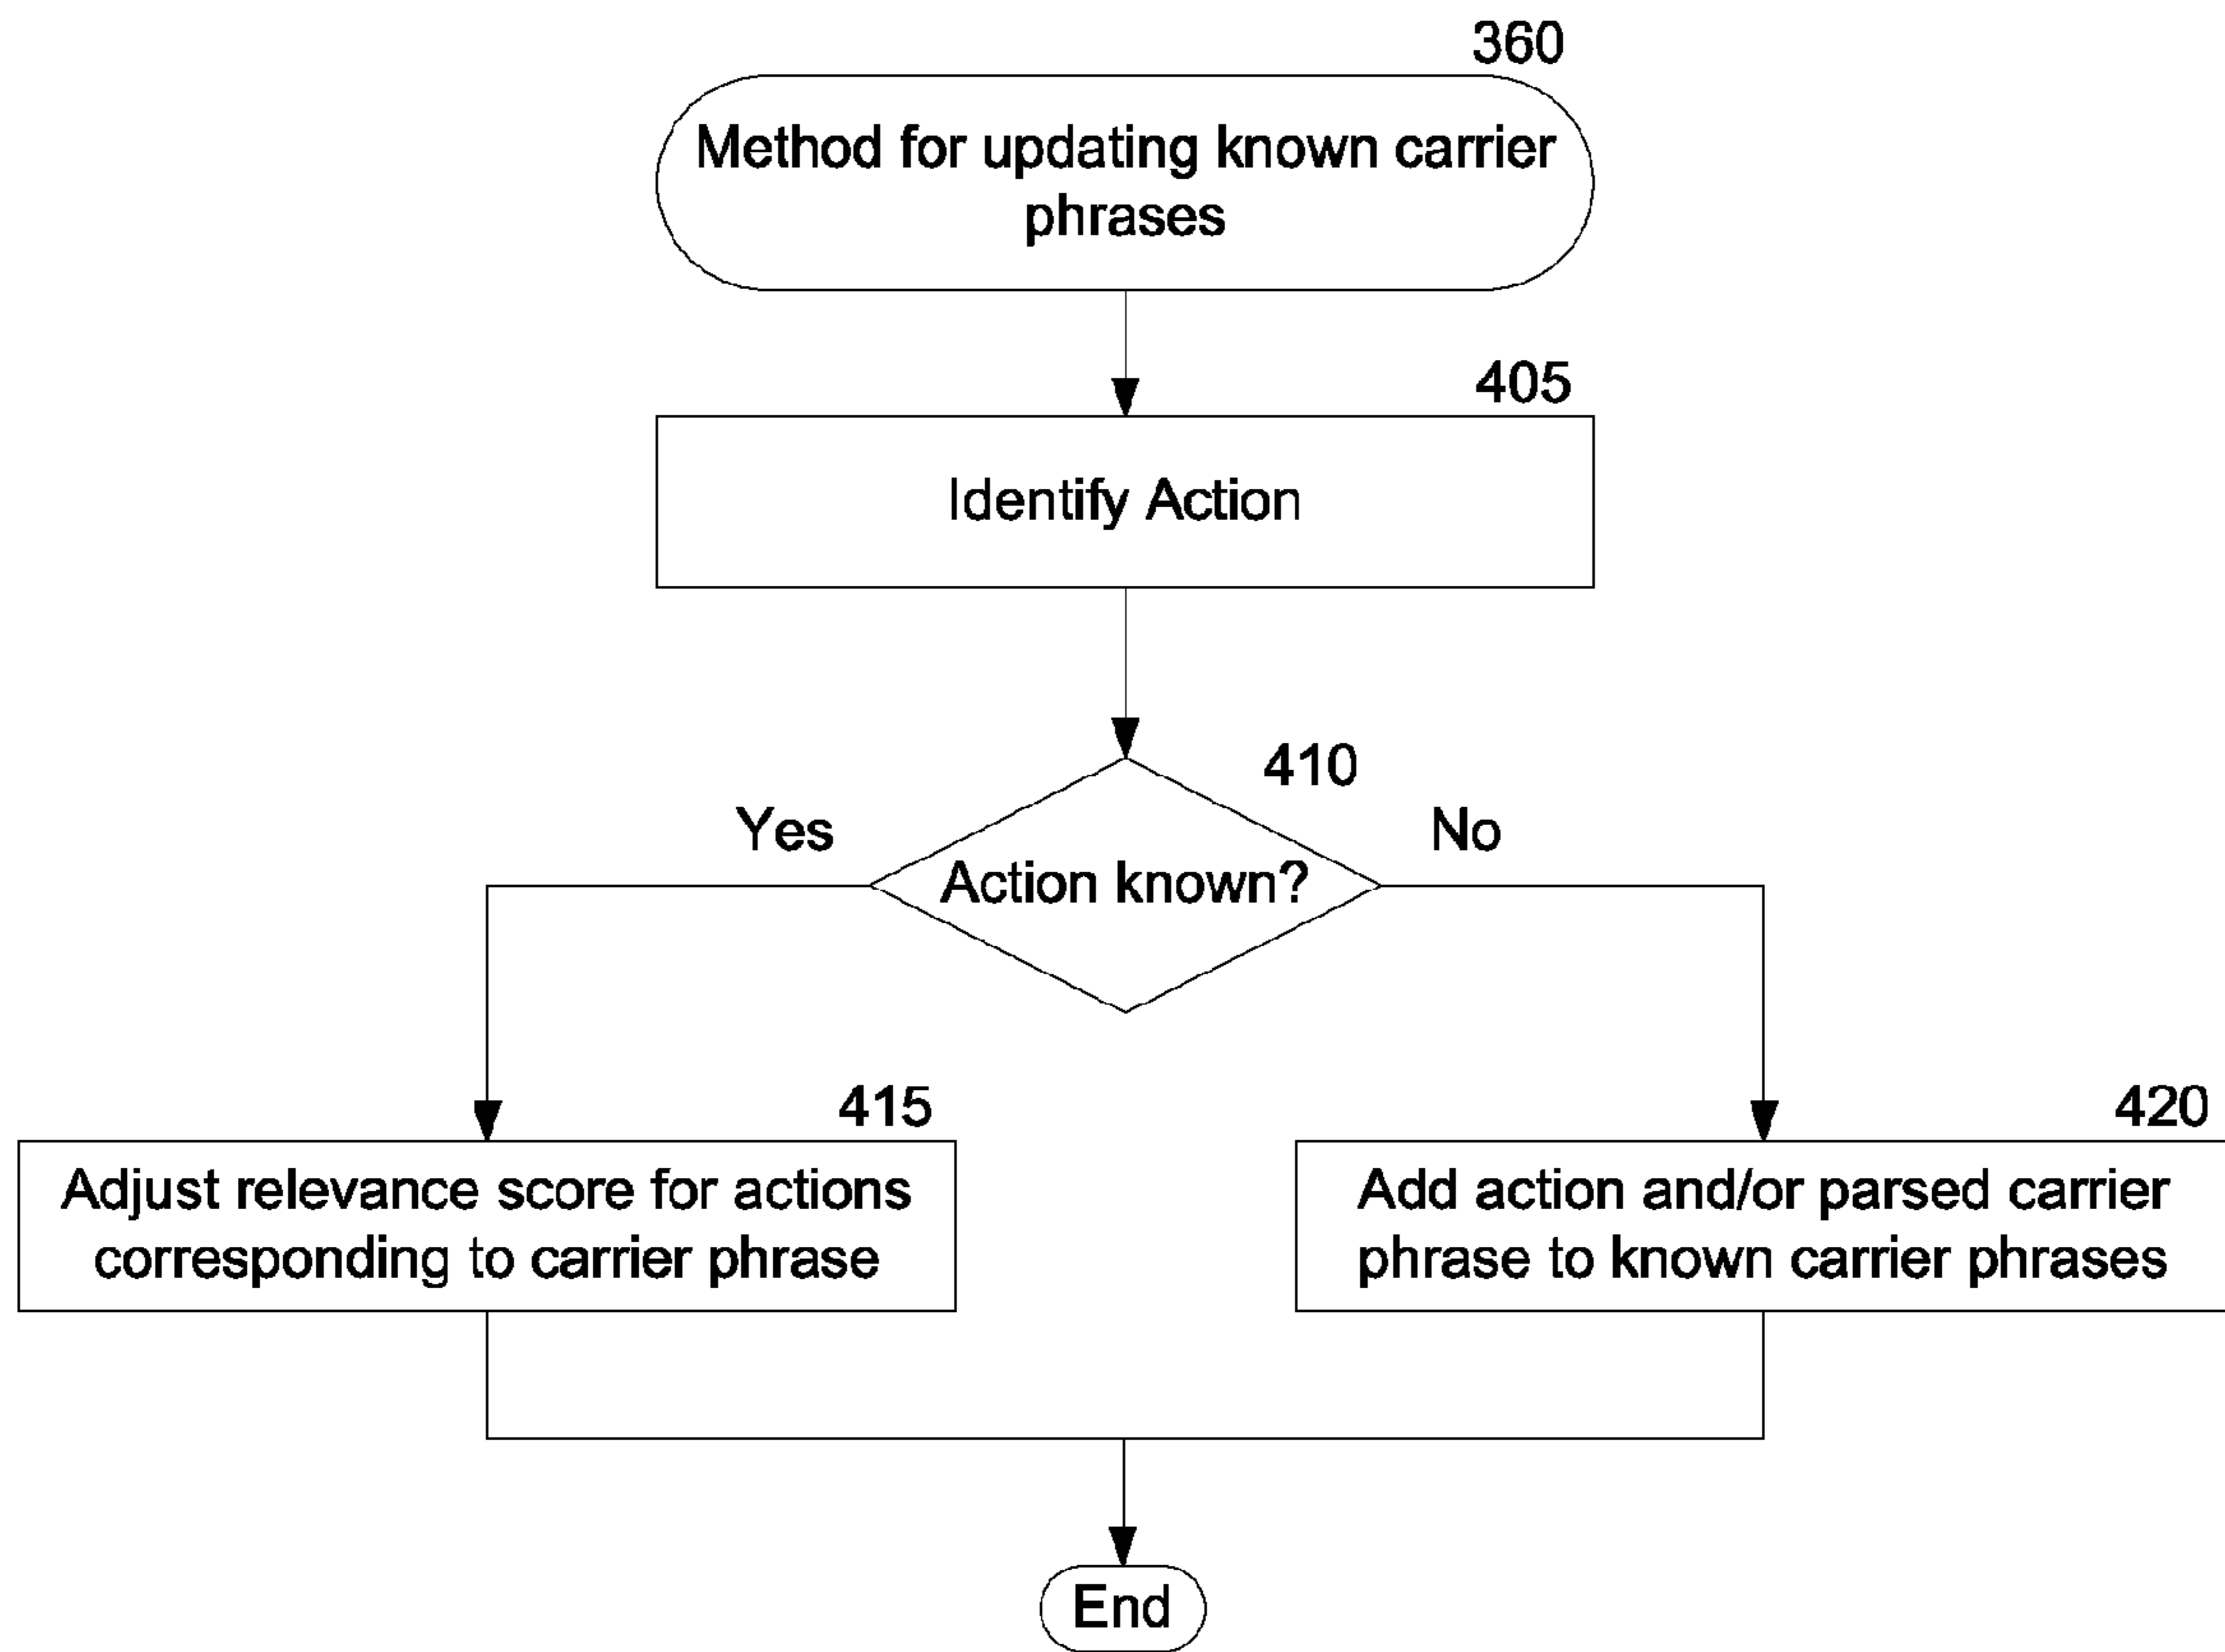 360
Method for updating known carrier
phrases
405
Identify Action
410
Yes
No
Action known?
415
420
Adjust relevance score for actions
corresponding to carrier phrase
Add action and/or parsed carrier
phrase to known carrier phrases
End